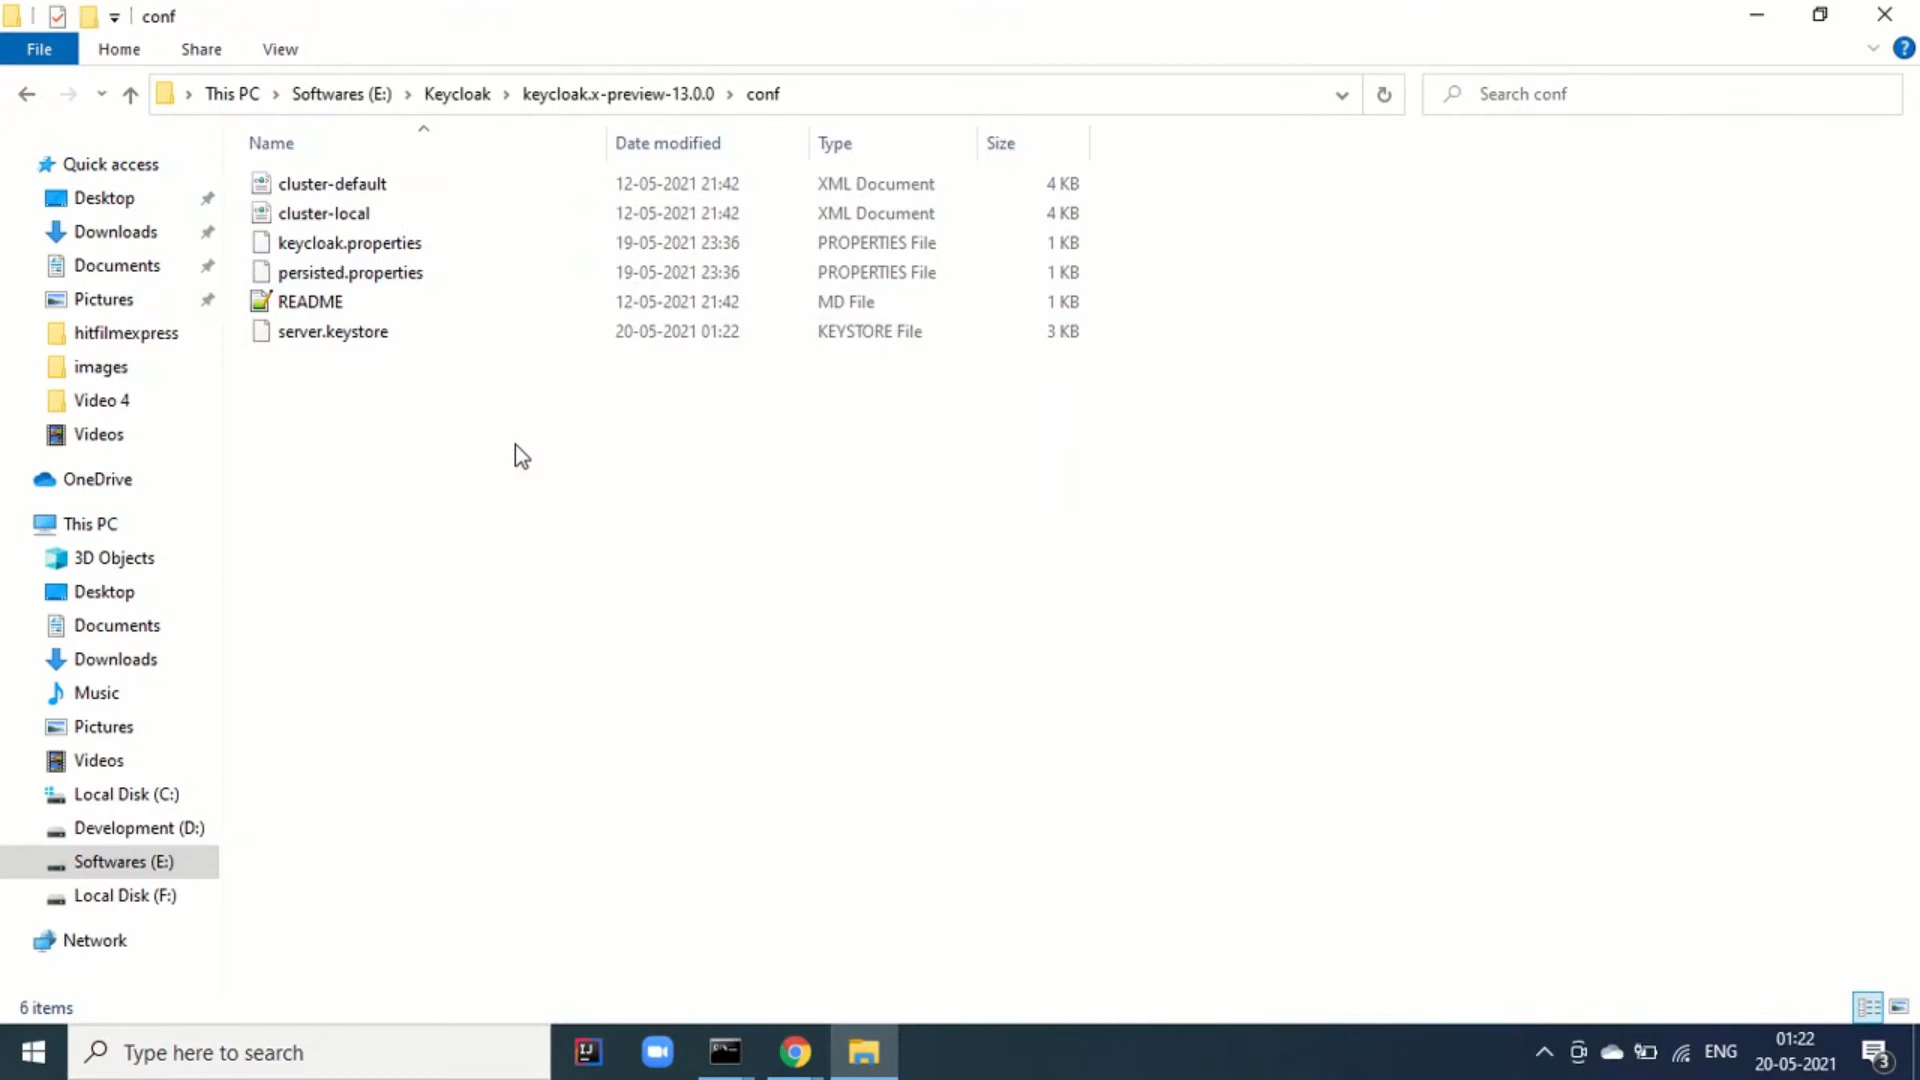 conf
File Home Share View
This PC Softwares (E:) Keycloak keycloak.x-preview-13.0.0 conf Search conf
Name Date modified Type Size
Quick access
Desktop
Downloads
Documents
Pictures
hitfilmexpress
images
Video 4
Videos
OneDrive
This PC
3D Objects
Desktop
Documents
Downloads
Music
Pictures
Videos
Local Disk (C:)
Development (D:)
Softwares (E:)
Local Disk (F:)
Network
cluster-default 12-05-2021 21:42 XML Document 4 KB
cluster-local 12-05-2021 21:42 XML Document 4 KB
keycloak.properties 19-05-2021 23:36 PROPERTIES File 1 KB
persisted.properties 19-05-2021 23:36 PROPERTIES File 1 KB
README 12-05-2021 21:42 MD File 1 KB
server.keystore 20-05-2021 01:22 KEYSTORE File 3 KB
6 items
Type here to search
ENG
01:22
20-05-2021
3